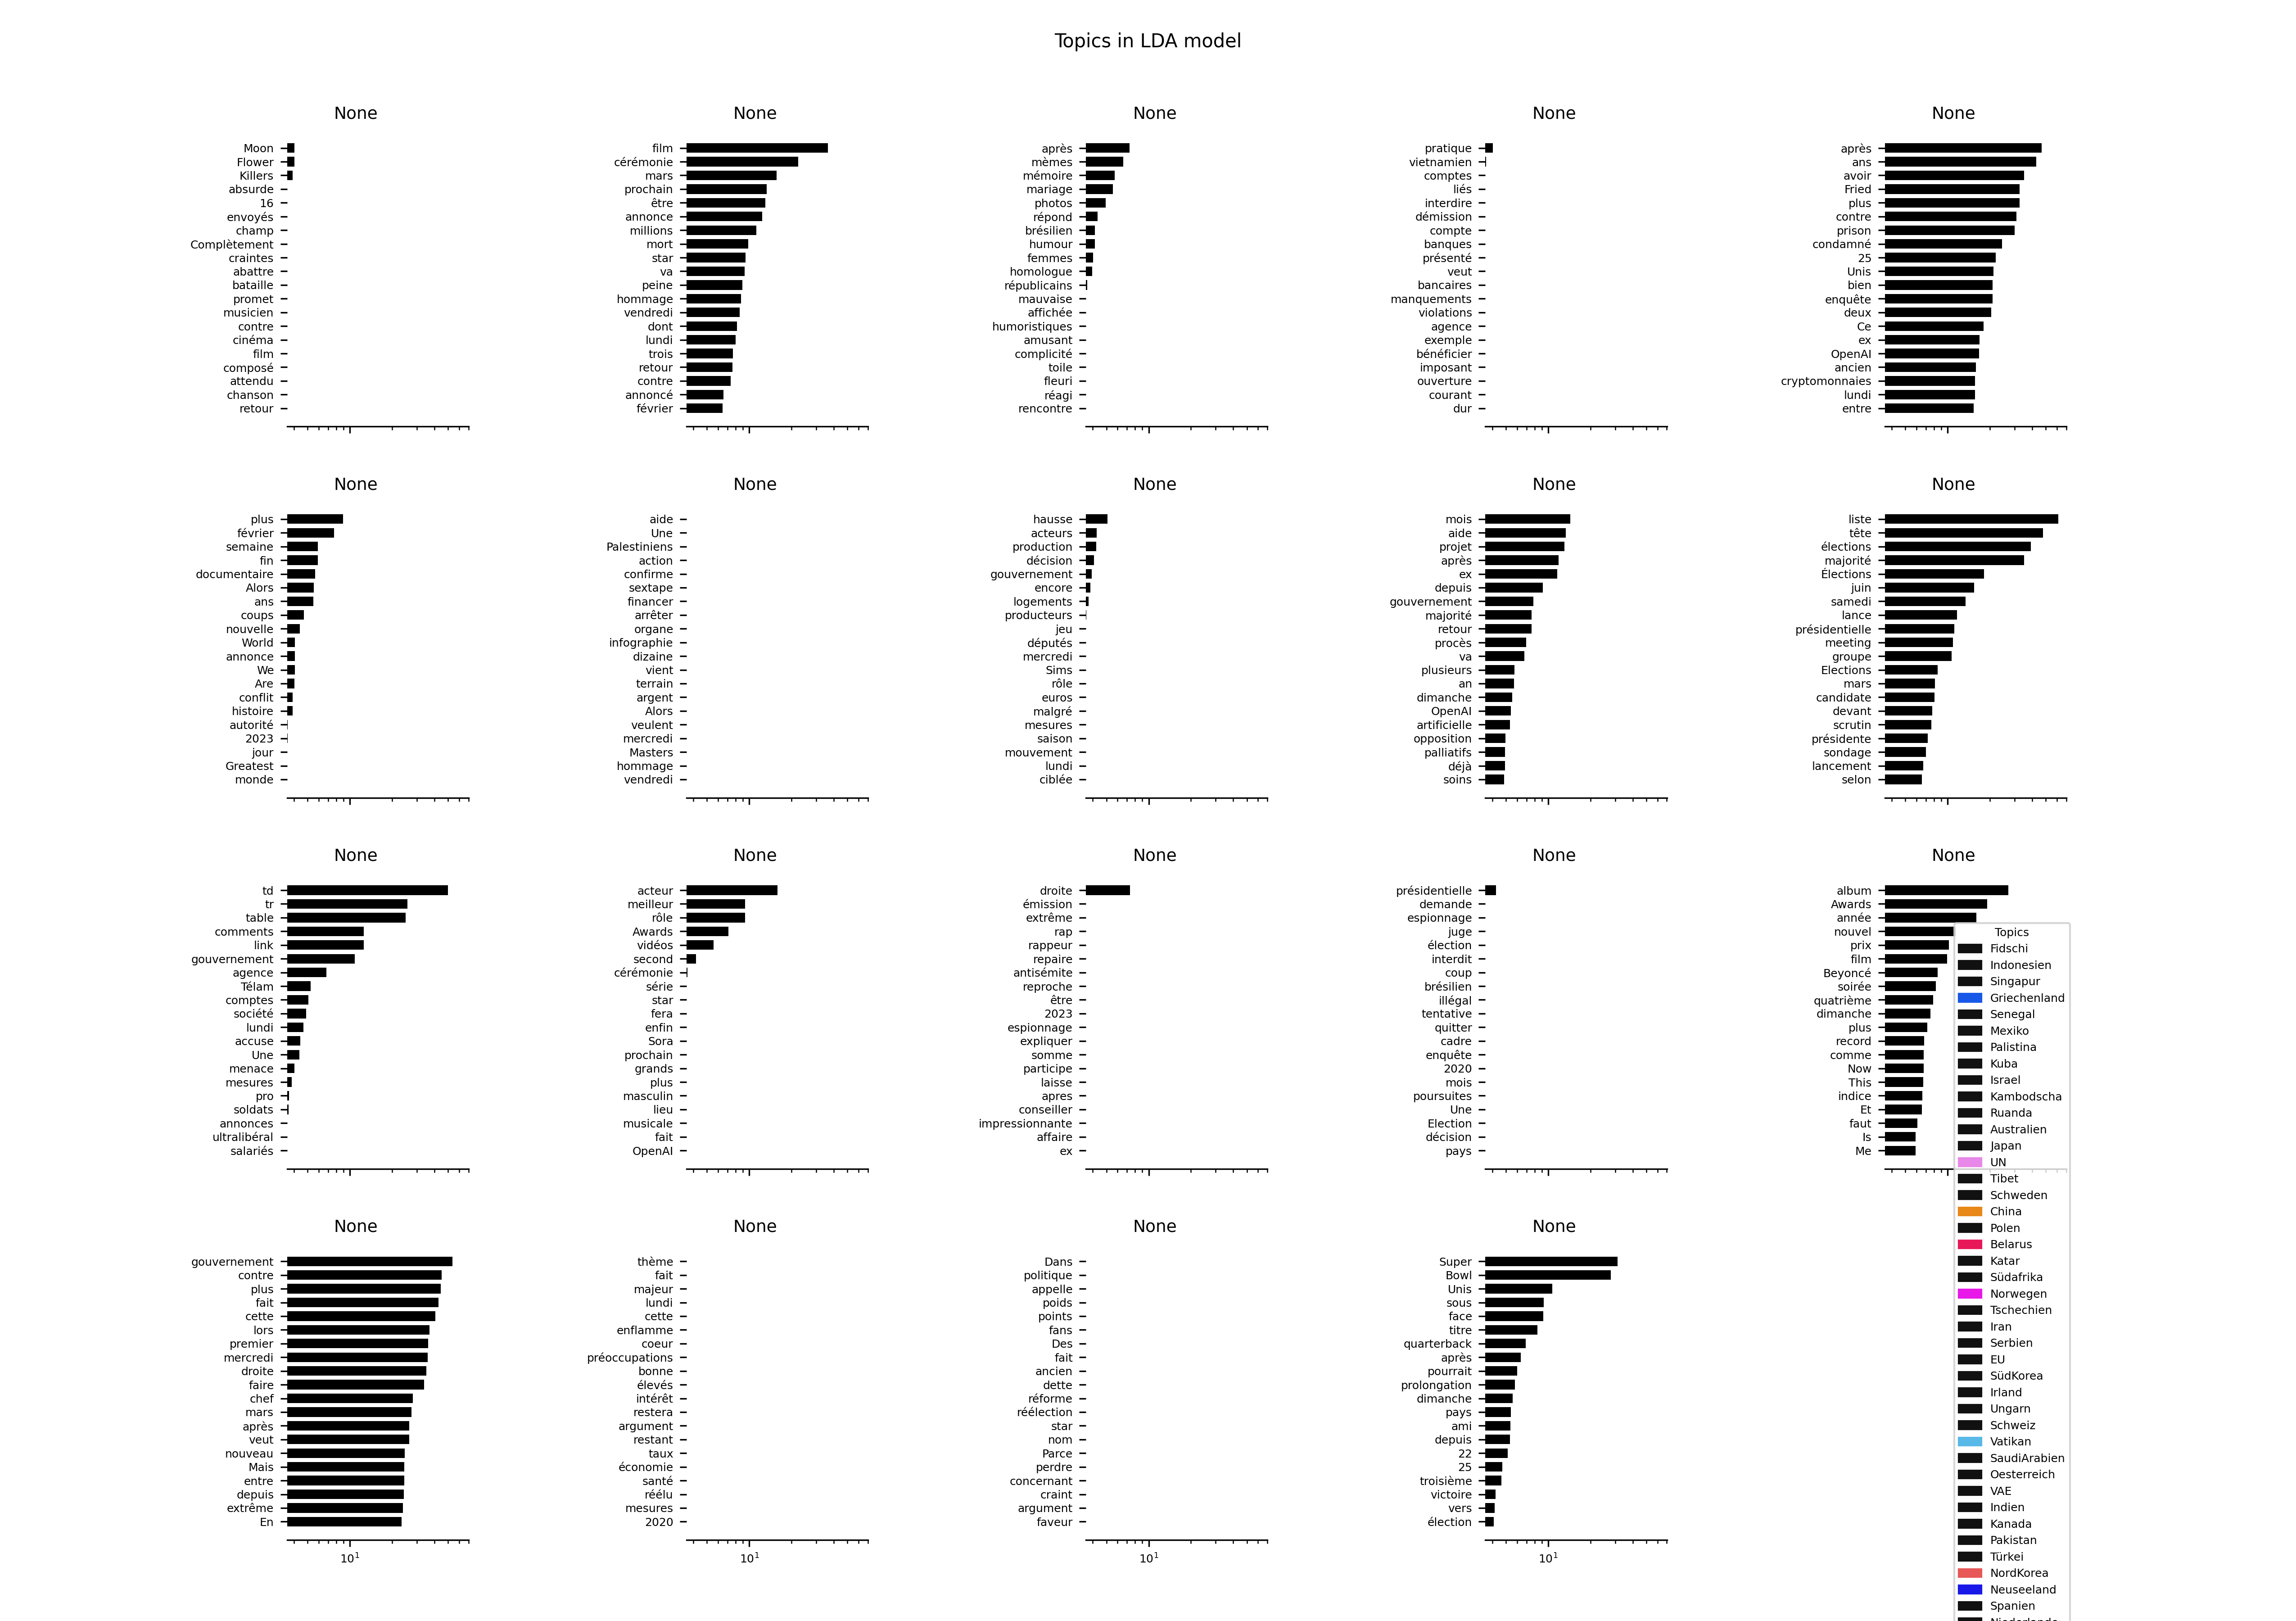 Topics in LDA model
None
Moon
Flower
Killers
absurde
16
envoyés
champ
Complètement
craintes
abattre
bataille
promet
musicien
contre
cinéma
film
composé
attendu
chanson
retour
None
film
cérémonie
mars
prochain
être
annonce
millions
mort
star
va
peine
hommage
vendredi
dont
lundi
trois
retour
contre
annoncé
février
None
après
mèmes
mémoire
mariage
photos
répond
brésilien
humour
femmes
homologue
républicains
mauvaise
affichée
humoristiques
amusant
complicité
toile
fleuri
réagi
rencontre
None
pratique
vietnamien
comptes
liés
interdire
démission
compte
banques
présenté
veut
bancaires
manquements
violations
agence
exemple
bénéficier
imposant
ouverture
courant
dur
None
après
ans
avoir
Fried
plus
contre
prison
condamné
25
Unis
bien
enquête
deux
Ce
ex
OpenAI
ancien
cryptomonnaies
lundi
entre
None
plus
février
semaine
fin
documentaire
Alors
ans
coups
nouvelle
World
annonce
We
Are
conflit
histoire
autorité
2023
jour
Greatest
monde
None
aide
Une
Palestiniens
action
confirme
sextape
financer
arrêter
organe
infographie
dizaine
vient
terrain
argent
Alors
veulent
mercredi
Masters
hommage
vendredi
None
hausse
acteurs
production
décision
gouvernement
encore
logements
producteurs
jeu
députés
mercredi
Sims
rôle
euros
malgré
mesures
saison
mouvement
lundi
ciblée
None
mois
aide
projet
après
ex
depuis
gouvernement
majorité
retour
procès
va
plusieurs
an
dimanche
OpenAI
artificielle
opposition
palliatifs
déjà
soins
None
liste
tête
élections
majorité
Élections
juin
samedi
lance
présidentielle
meeting
groupe
Elections
mars
candidate
devant
scrutin
présidente
sondage
lancement
selon
None
td
tr
table
comments
link
gouvernement
agence
Télam
comptes
société
lundi
accuse
Une
menace
mesures
pro
soldats
annonces
ultralibéral
salariés
None
acteur
meilleur
rôle
Awards
vidéos
second
cérémonie
série
star
fera
enfin
Sora
prochain
grands
plus
masculin
lieu
musicale
fait
OpenAI
None
droite
émission
extrême
rap
rappeur
repaire
antisémite
reproche
être
2023
espionnage
expliquer
somme
participe
laisse
apres
conseiller
impressionnante
affaire
ex
None
présidentielle
demande
espionnage
juge
élection
interdit
coup
brésilien
illégal
tentative
quitter
cadre
enquête
2020
mois
poursuites
Une
Election
décision
pays
None
album
Awards
année
nouvel
prix
film
Beyoncé
soirée
quatrième
dimanche
plus
record
comme
Now
This
indice
Et
faut
Is
Me
None
gouvernement
contre
plus
fait
cette
lors
premier
mercredi
droite
faire
chef
mars
après
veut
nouveau
Mais
entre
depuis
extrême
En
10¹
None
thème
fait
majeur
lundi
cette
enflamme
coeur
préoccupations
bonne
élevés
intérêt
restera
argument
restant
taux
économie
santé
réélu
mesures
2020
10¹
None
Dans
politique
appelle
poids
points
fans
Des
fait
ancien
dette
réforme
réélection
star
nom
Parce
perdre
concernant
craint
argument
faveur
10¹
None
Super
Bowl
Unis
sous
face
titre
quarterback
après
pourrait
prolongation
dimanche
pays
ami
depuis
22
25
troisième
victoire
vers
élection
10¹
Topics
Fidschi
Indonesien
Singapur
Griechenland
Senegal
Mexiko
Palistina
Kuba
Israel
Kambodscha
Ruanda
Australien
Japan
UN
Tibet
Schweden
China
Polen
Belarus
Katar
Südafrika
Norwegen
Tschechien
Iran
Serbien
EU
SüdKorea
Irland
Ungarn
Schweiz
Vatikan
SaudiArabien
Oesterreich
VAE
Indien
Kanada
Pakistan
Türkei
NordKorea
Neuseeland
Spanien